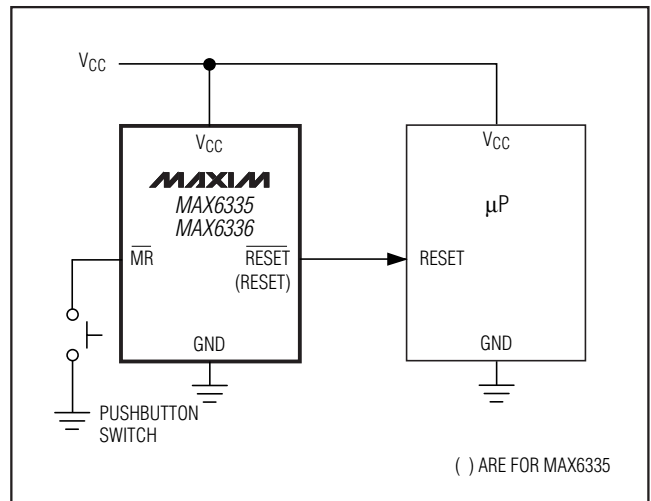 VCC
VCC
MAXIM
MAX6335
MAX6336
MR
RESET
(RESET)
GND
PUSHBUTTON
SWITCH
VCC
μP
RESET
GND
( ) ARE FOR MAX6335